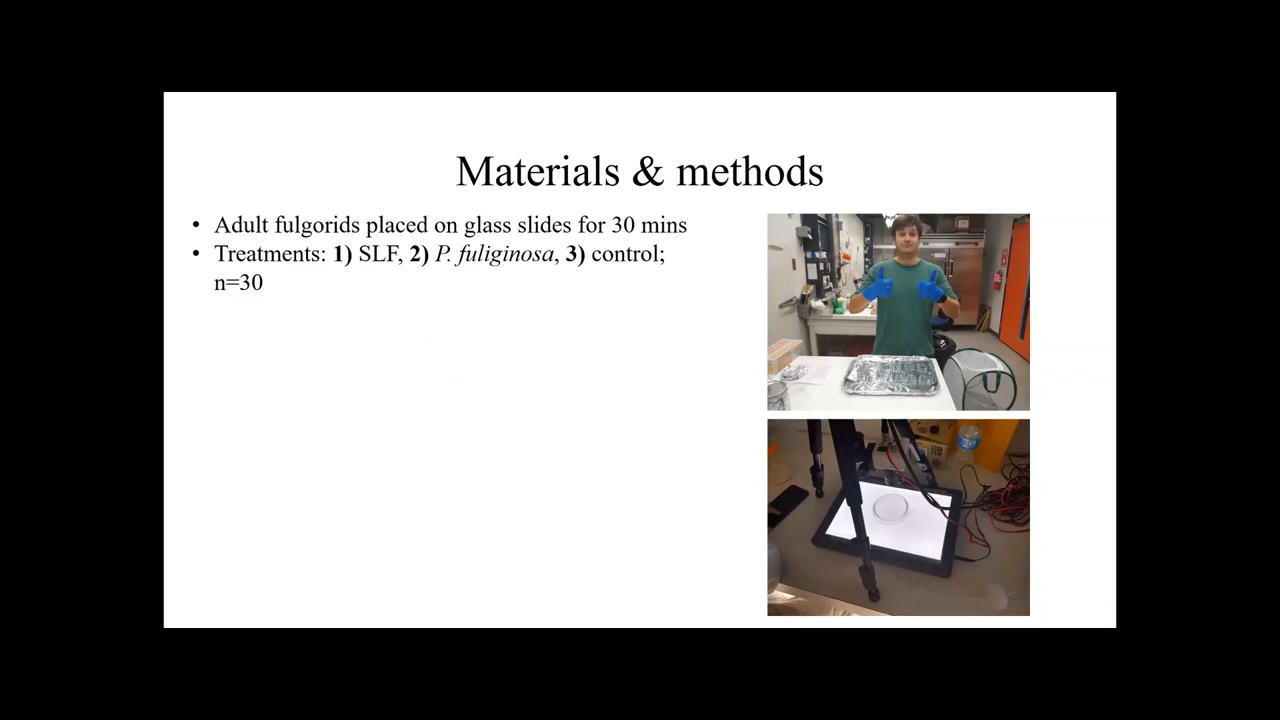 Materials & methods
• Adult fulgorids placed on glass slides for 30 mins
• Treatments: 1) SLF, 2) P. fuliginosa, 3) control;
n=30